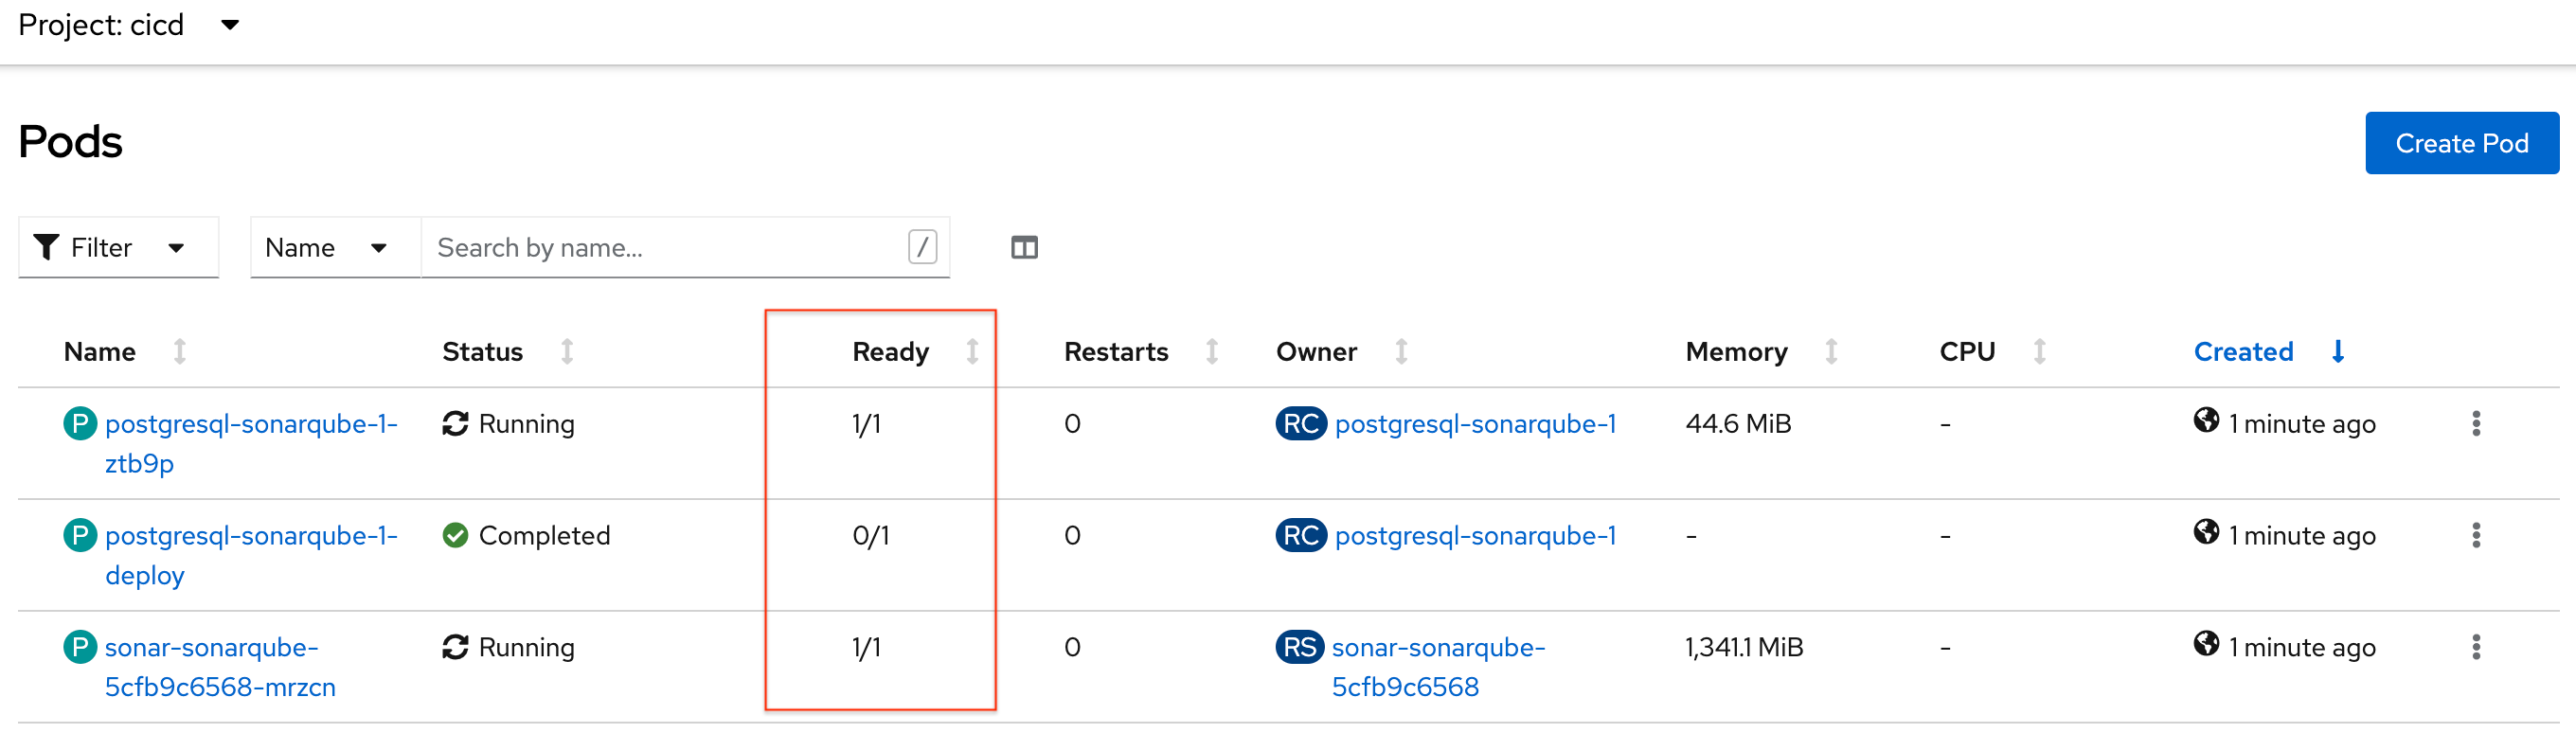 Project: cicd
Pods
Create Pod
Filter Name Search by name... /
Name Status Ready Restarts Owner Memory CPU Created
P postgresql-sonarqube-1- Running 1/1 0 RC postgresql-sonarqube-1 44.6 MiB - 1 minute ago
ztb9p
P postgresql-sonarqube-1- Completed 0/1 0 RC postgresql-sonarqube-1 - - 1 minute ago
deploy
P sonar-sonarqube- Running 1/1 0 RS sonar-sonarqube- 1,341.1 MiB - 1 minute ago
5cfb9c6568-mrzcn 5cfb9c6568